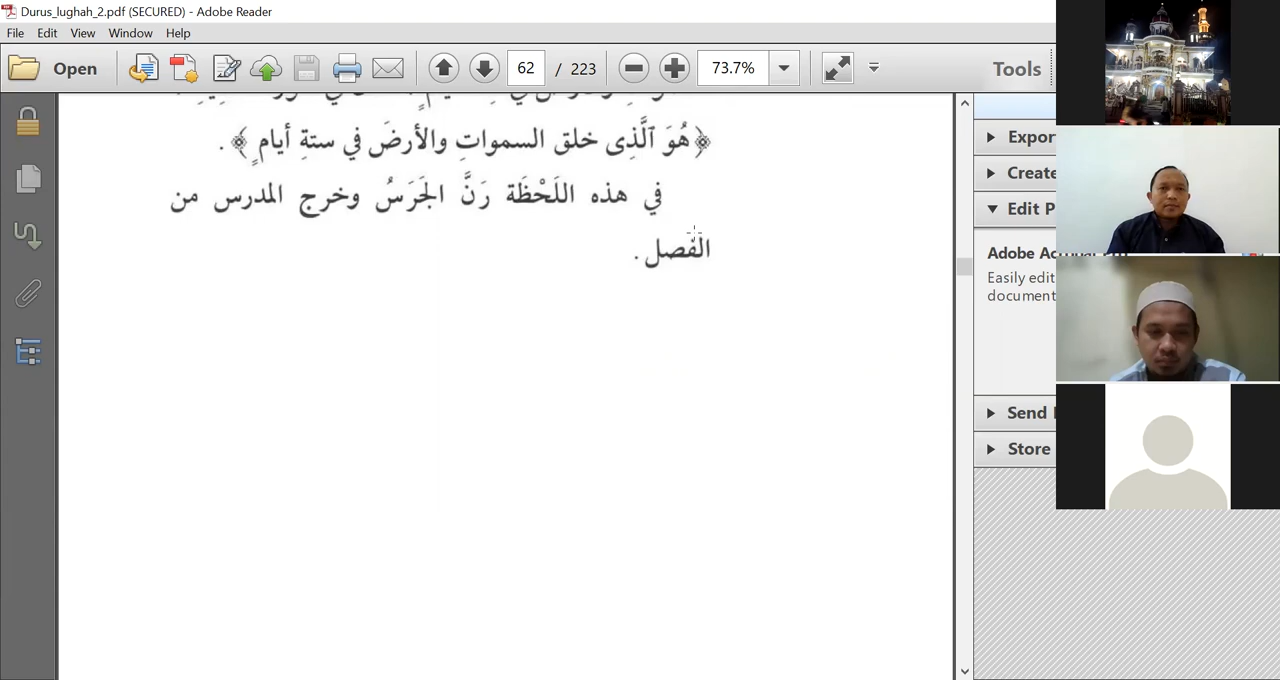 Durus_lughah_2.pdf (SECURED) - Adobe Reader
File Edit View Window Help
Open 62 / 223 73.7% Tools
﴿هُوَ ٱلَّذِى خلق السمواتِ والأرضَ في ستةِ أيامٍ﴾ .
في هذه اللَحْظَة رَنَّ الجَرَسُ وخرج المدرس من
الفَصل .
Expor
Create
Edit P
Adobe Ac
Easily edit
document
Send
Store